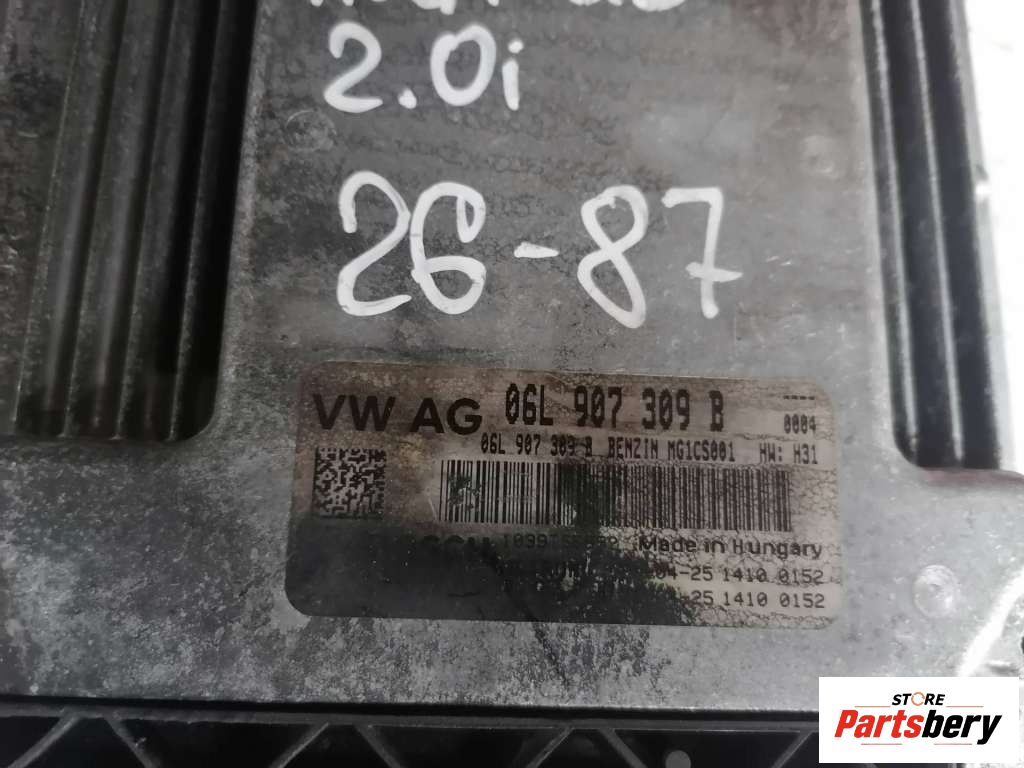 2.0i
26-87
VW AG 06L 907 309 B
0004
06L 907 309 B BENZIN MG1CS001 HW: H31
Made in Hungary
04-25 1410 0152
-25 1410 0152
STORE
Partsbery